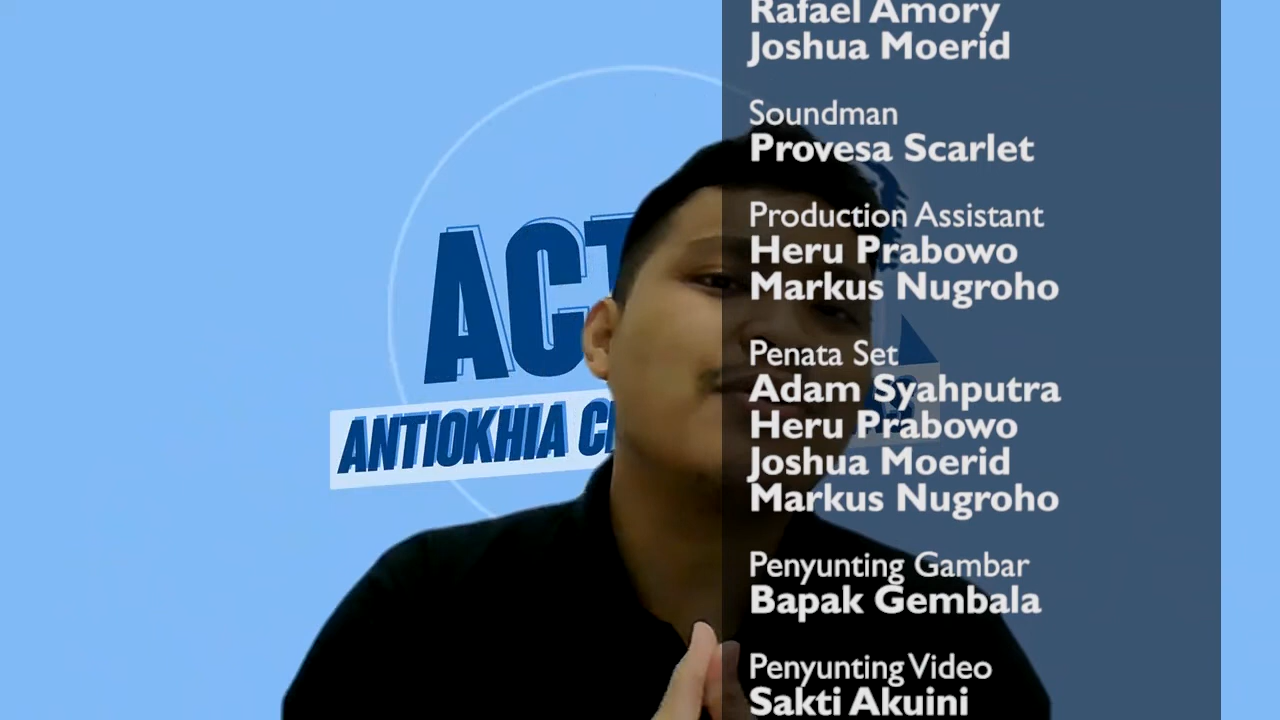 ACT
ANTIOKHIA
Rafael Amory
Joshua Moerid
Soundman
Provesa Scarlet
Production Assistant
Heru Prabowo
Markus Nugroho
Penata Set
Adam Syahputra
Heru Prabowo
Joshua Moerid
Markus Nugroho
Penyunting Gambar
Bapak Gembala
Penyunting Video
Sakti Akuini